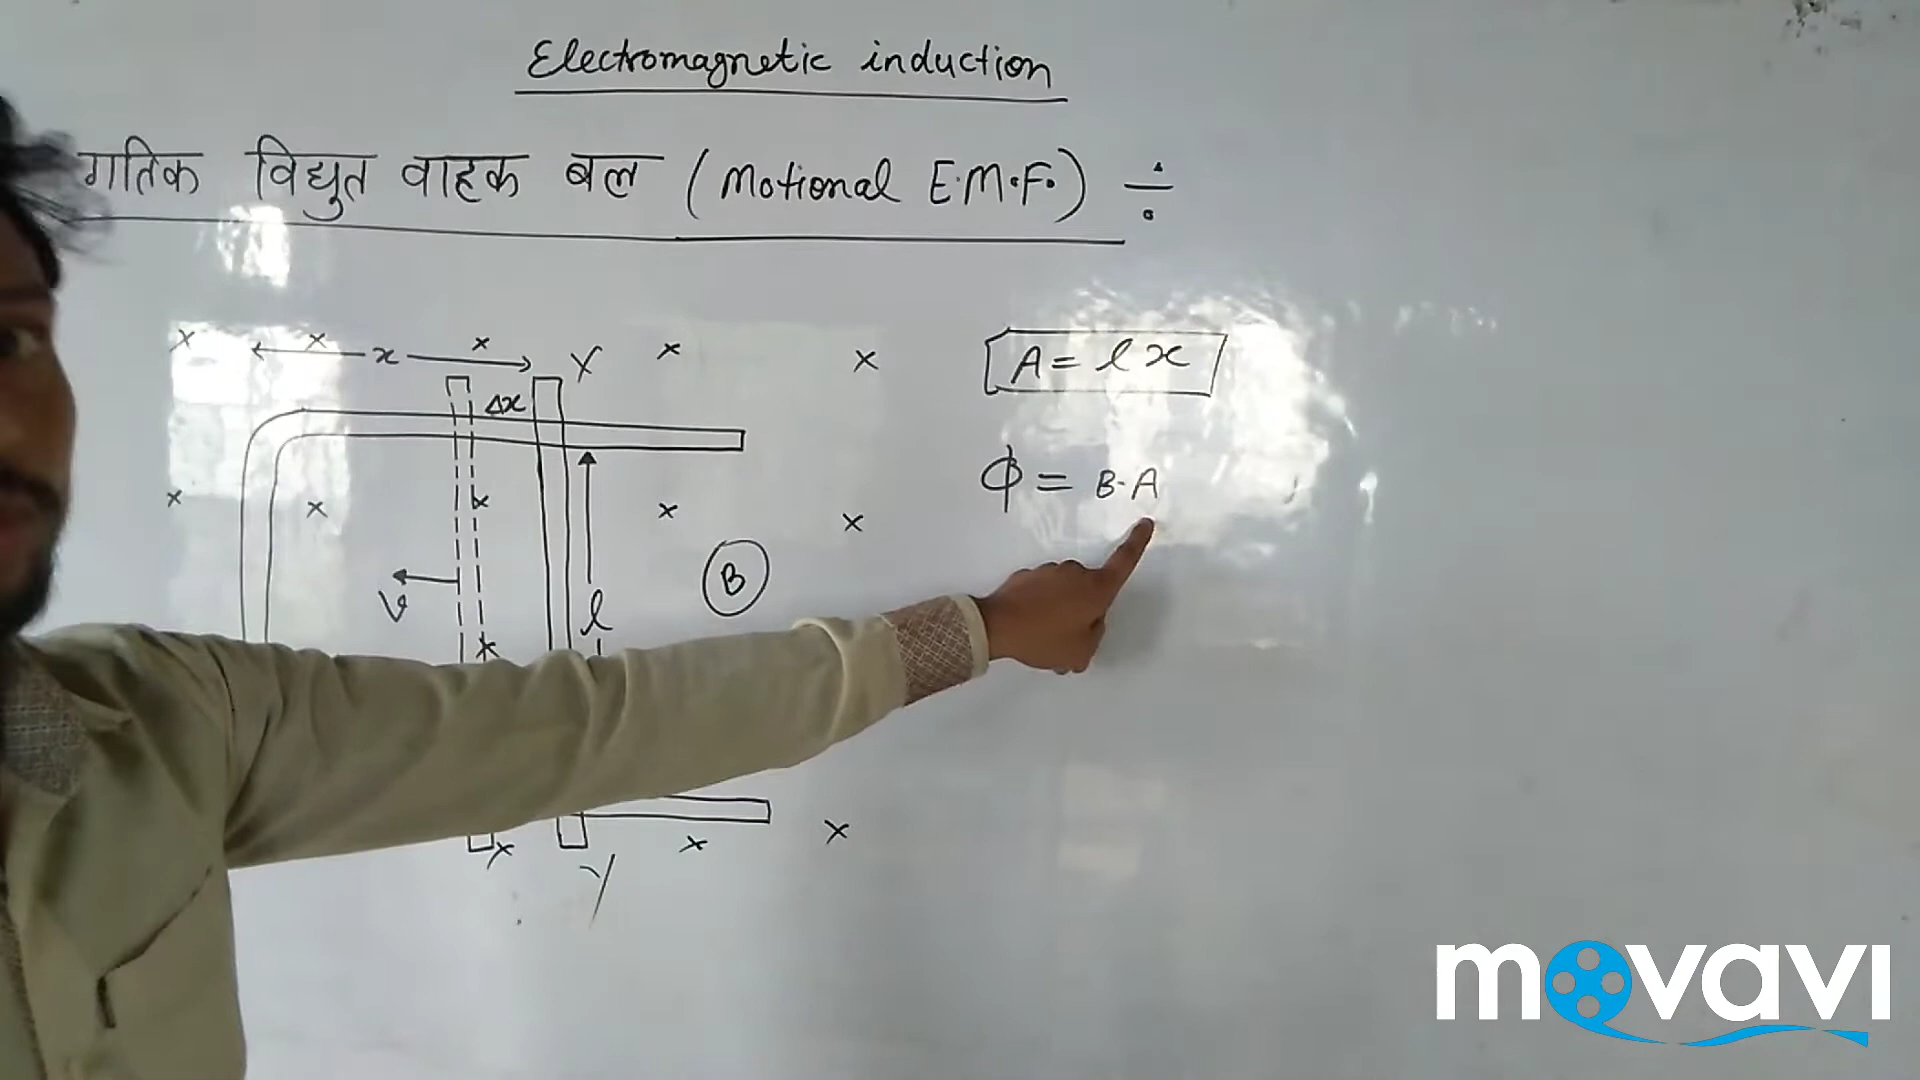 Electromagnetic induction
गतिक विद्युत वाहक बल (Motional E.M.F.) ÷
x x x x x
← x → Y
Δx
A = l x
x x x x x
ϕ = B·A
B
v
l
x
x x x
Y
movavi